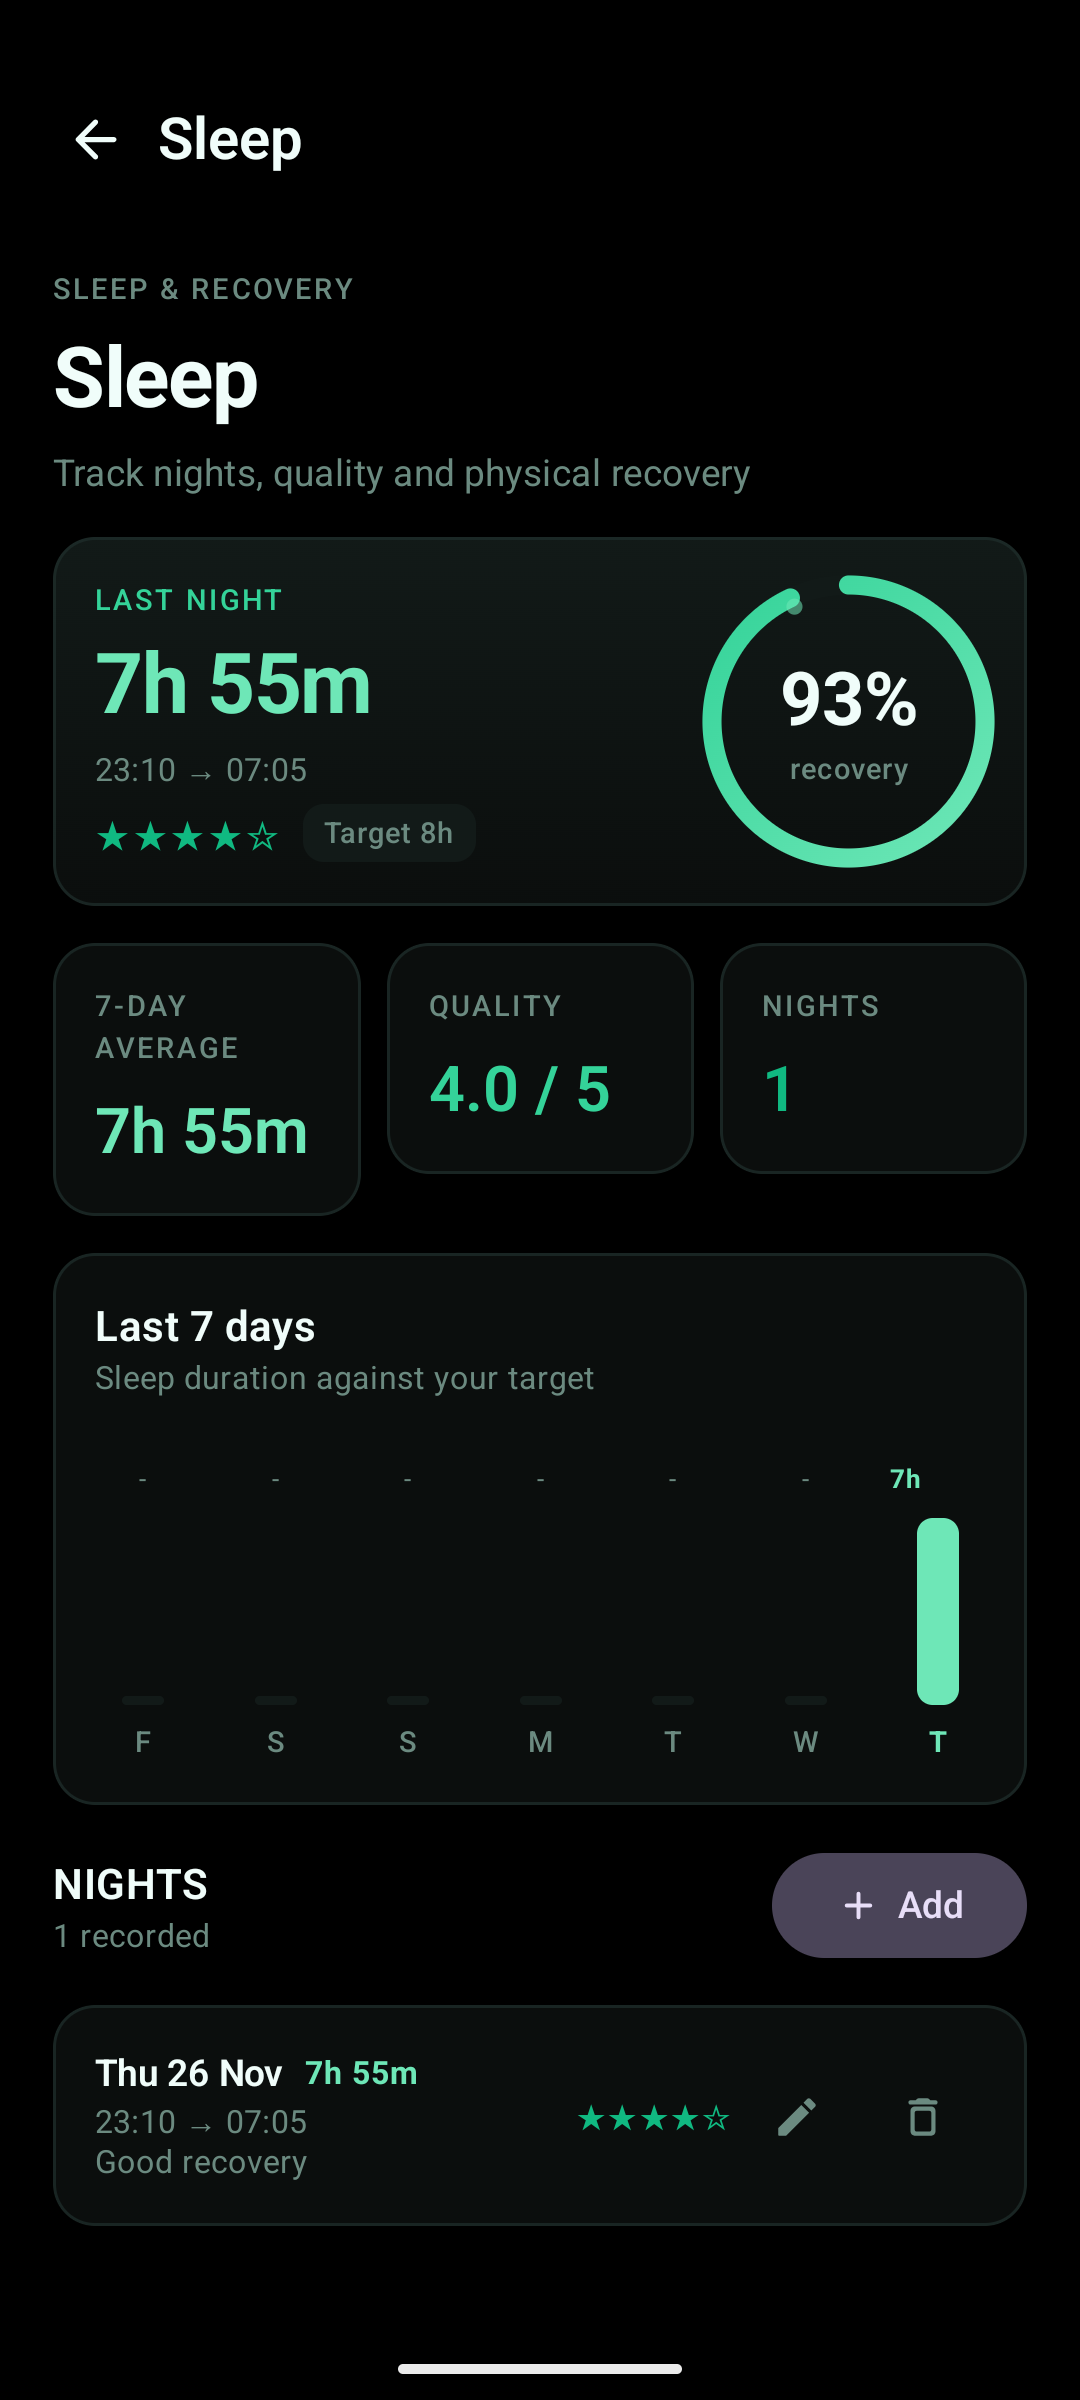 Sleep
SLEEP & RECOVERY
Sleep
Track nights, quality and physical recovery
LAST NIGHT
7h 55m
23:10 → 07:05
★★★★☆ Target 8h
93%
recovery
7-DAY
AVERAGE
7h 55m
QUALITY
4.0 / 5
NIGHTS
1
Last 7 days
Sleep duration against your target
- - - - - - 7h
F S S M T W T
NIGHTS
1 recorded
+ Add
Thu 26 Nov 7h 55m
23:10 → 07:05
Good recovery
★★★★☆